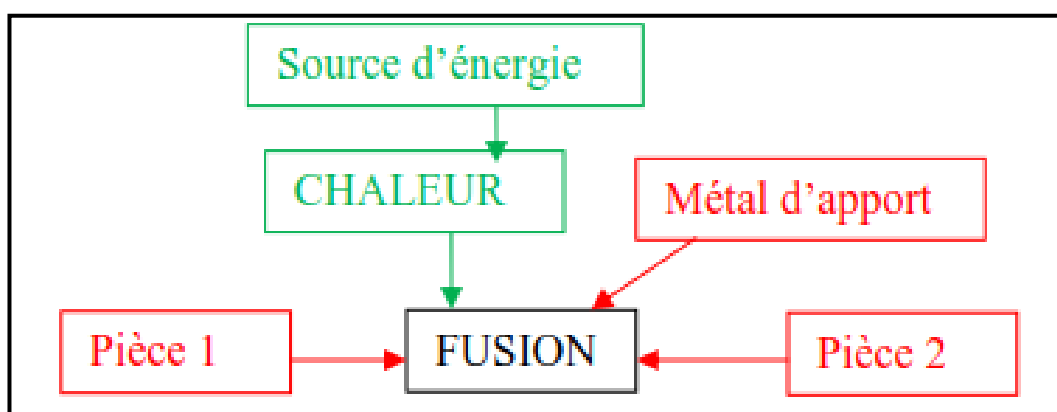 Source d’énergie
CHALEUR
Métal d’apport
Pièce 1
FUSION
Pièce 2